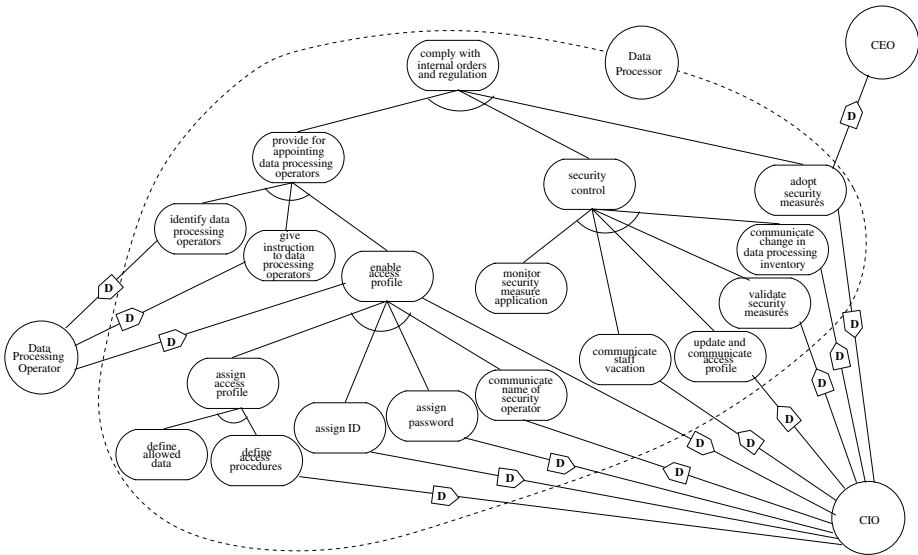 CEO
comply with
internal orders
and regulation
Data
Processor
D
provide for
appointing
data processing
operators
security
control
adopt
security
measures
identify data
processing
operators
give
instruction
to data
processing
operators
enable
access
profile
communicate
change in
data processing
inventory
monitor
security
measure
application
validate
security
measures
D
D
D
D
Data
Processing
Operator
communicate
staff
vacation
update and
communicate
access
profile
D
D
assign
access
profile
communicate
name of
security
operator
assign ID
assign
password
D
define
allowed
data
define
access
procedures
D
D
D
D
D
D
CIO